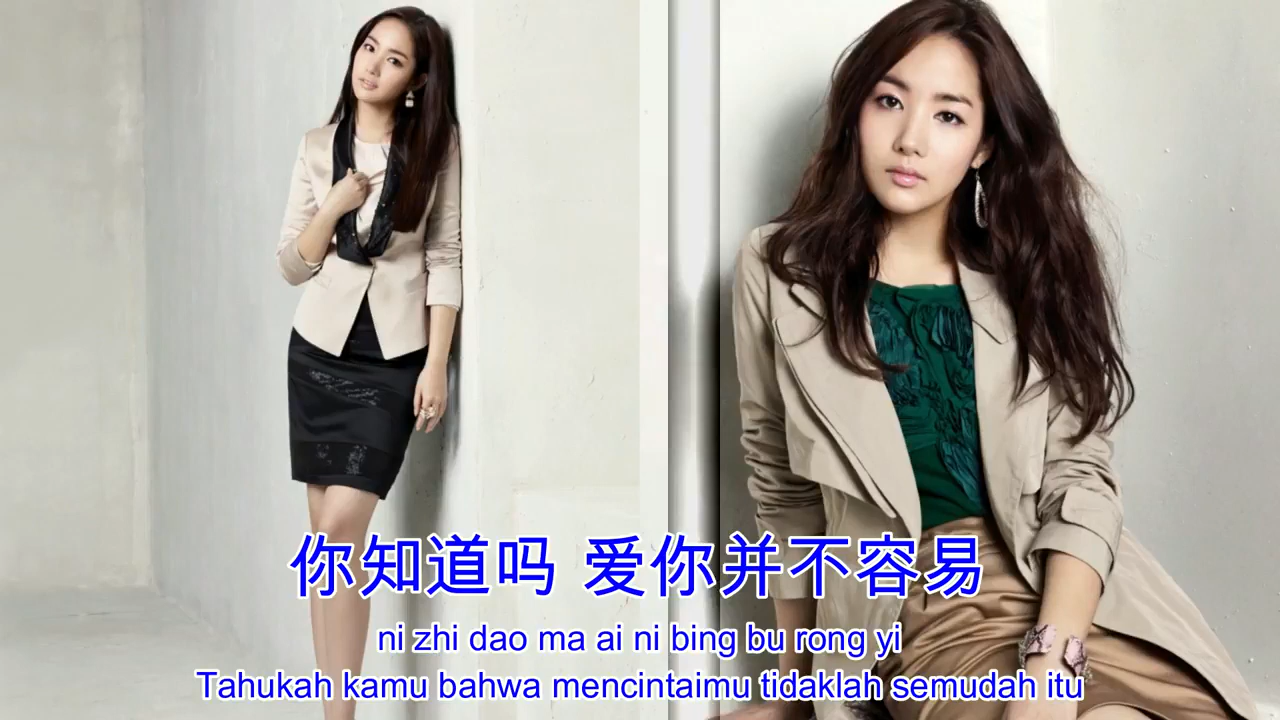 你知道吗 爱你并不容易
ni zhi dao ma ai ni bing bu rong yi
Tahukah kamu bahwa mencintaimu tidaklah semudah itu